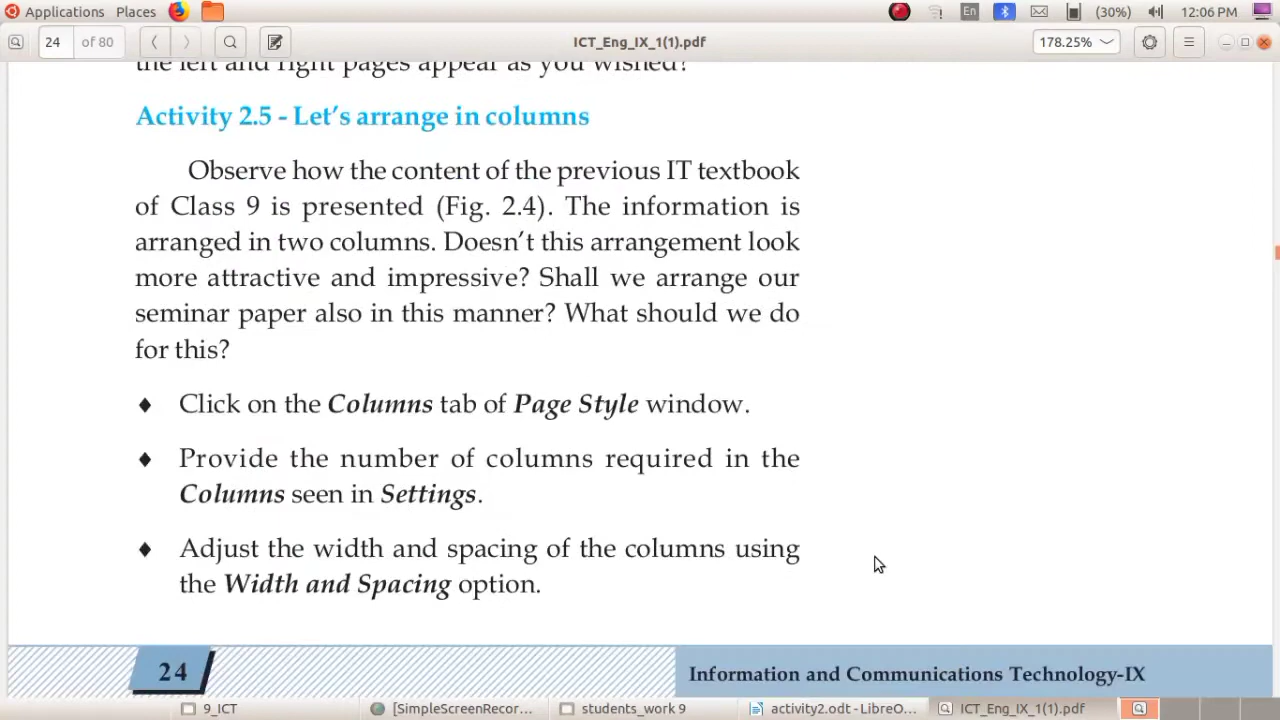 Applications Places En (30%) 12:06 PM
24 of 80 ICT_Eng_IX_1(1).pdf 178.25%
the left and right pages appear as you wished?
Activity 2.5 - Let's arrange in columns
Observe how the content of the previous IT textbook
of Class 9 is presented (Fig. 2.4). The information is
arranged in two columns. Doesn't this arrangement look
more attractive and impressive? Shall we arrange our
seminar paper also in this manner? What should we do
for this?
♦ Click on the Columns tab of Page Style window.
♦ Provide the number of columns required in the
Columns seen in Settings.
♦ Adjust the width and spacing of the columns using
the Width and Spacing option.
24 Information and Communications Technology-IX
9_ICT [SimpleScreenRecor... students_work 9 activity2.odt - LibreO... ICT_Eng_IX_1(1).pdf